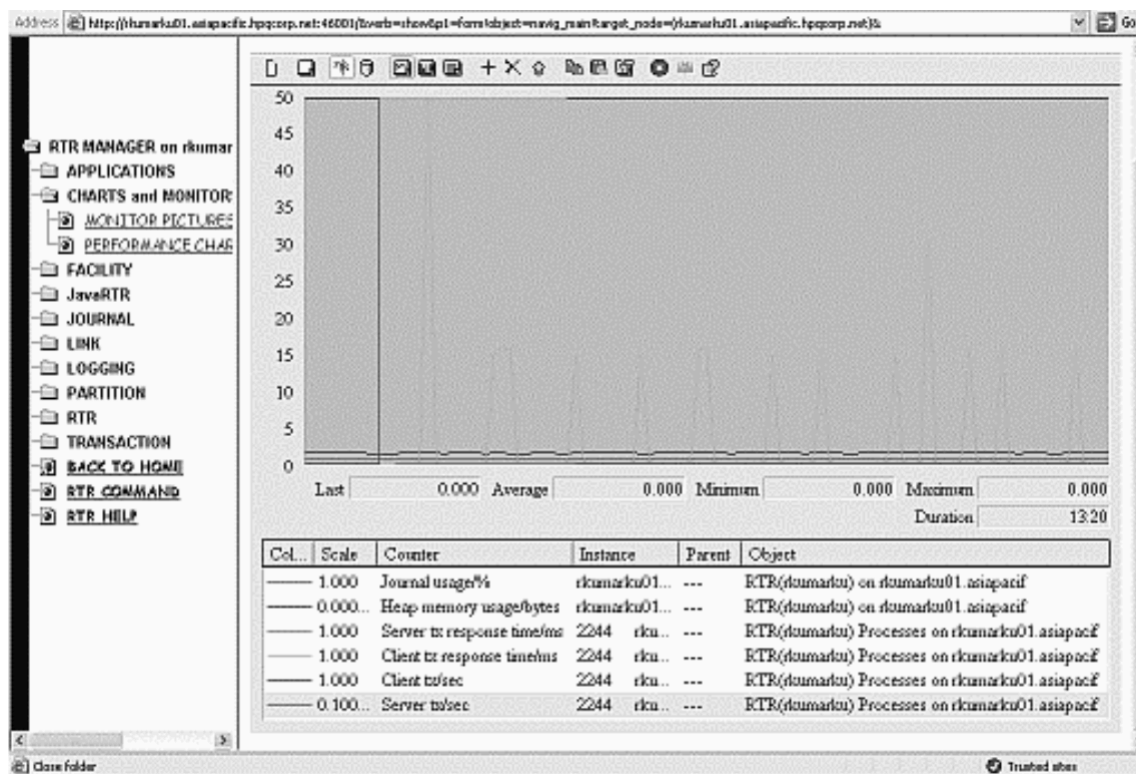 Address http://rkumarku01.asiapacific.hpqcorp.net:46001/&verb=show&p1=form!object=navig_main&target_node=(rkumarku01.asiapacific.hpqcorp.net)& Go
RTR MANAGER on rkumar
APPLICATIONS
CHARTS and MONITOR
MONITOR PICTURES
PERFORMANCE CHAR
FACILITY
JavaRTR
JOURNAL
LINK
LOGGING
PARTITION
RTR
TRANSACTION
BACK TO HOME
RTR COMMAND
RTR HELP
50
45
40
35
30
25
20
15
10
5
0
Last 0.000 Average 0.000 Minimum 0.000 Maximum 0.000
Duration 13:20
Col... Scale Counter Instance Parent Object
1.000 Journal usage/% rkumarku01... --- RTR(rkumarku) on rkumarku01.asiapacif
0.000... Heap memory usage/bytes rkumarku01... --- RTR(rkumarku) on rkumarku01.asiapacif
1.000 Server tx response time/ms 2244 rku... --- RTR(rkumarku) Processes on rkumarku01.asiapacif
1.000 Client tx response time/ms 2244 rku... --- RTR(rkumarku) Processes on rkumarku01.asiapacif
1.000 Client tx/sec 2244 rku... --- RTR(rkumarku) Processes on rkumarku01.asiapacif
0.100... Server tx/sec 2244 rku... --- RTR(rkumarku) Processes on rkumarku01.asiapacif
Close folder Trusted sites